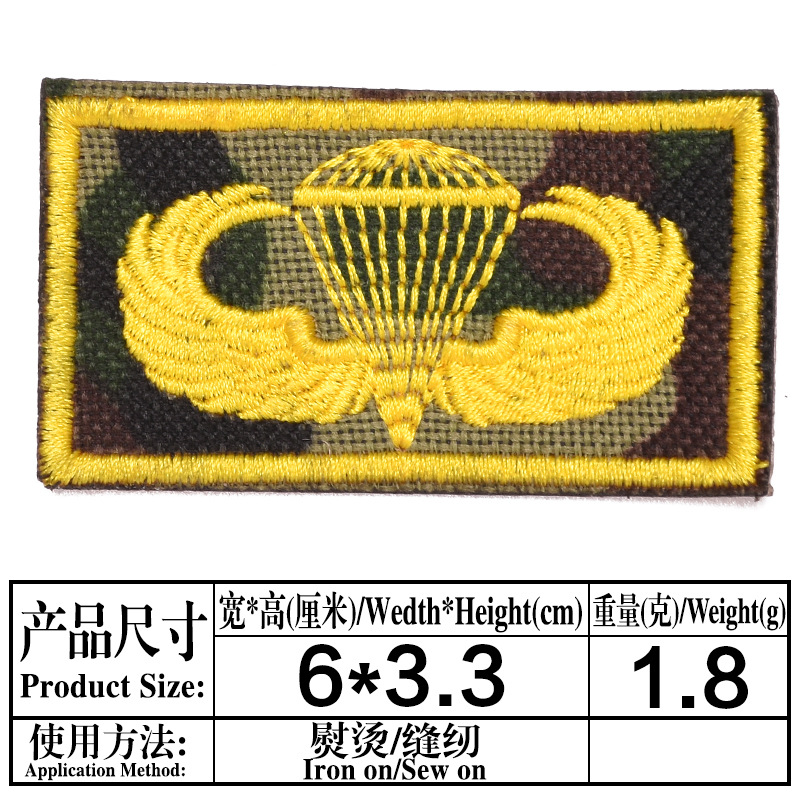 产品尺寸
Product Size:
宽*高(厘米)/Wedth*Height(cm)
重量(克)/Weight(g)
6*3.3
1.8
使用方法:
Application Method:
熨烫/缝纫
Iron on/Sew on